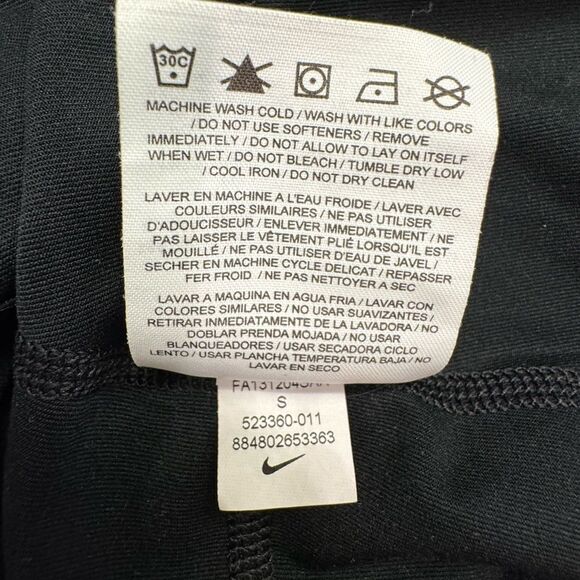 30C
MACHINE WASH COLD / WASH WITH LIKE COLORS
/ DO NOT USE SOFTENERS / REMOVE
IMMEDIATELY / DO NOT ALLOW TO LAY ON ITSELF
WHEN WET / DO NOT BLEACH / TUMBLE DRY LOW
/ COOL IRON / DO NOT DRY CLEAN
LAVER EN MACHINE A L'EAU FROIDE / LAVER AVEC
COULEURS SIMILAIRES / NE PAS UTILISER
D'ADOUCISSEUR / ENLEVER IMMEDIATEMENT / NE
PAS LAISSER LE VÊTEMENT PLIÉ LORSQU'IL EST
MOUILLÉ / NE PAS UTILISER D'EAU DE JAVEL /
SECHER EN MACHINE CYCLE DELICAT / REPASSER
FER FROID / NE PAS NETTOYER A SEC
LAVAR A MAQUINA EN AGUA FRIA / LAVAR CON
COLORES SIMILARES / NO USAR SUAVIZANTES /
RETIRAR INMEDIATAMENTE DE LA LAVADORA / NO
DOBLAR PRENDA MOJADA / NO USAR
BLANQUEADORES / USAR SECADORA CICLO
LENTO / USAR PLANCHA TEMPERATURA BAJA / NO
LAVAR EN SECO
S
523360-011
884802653363